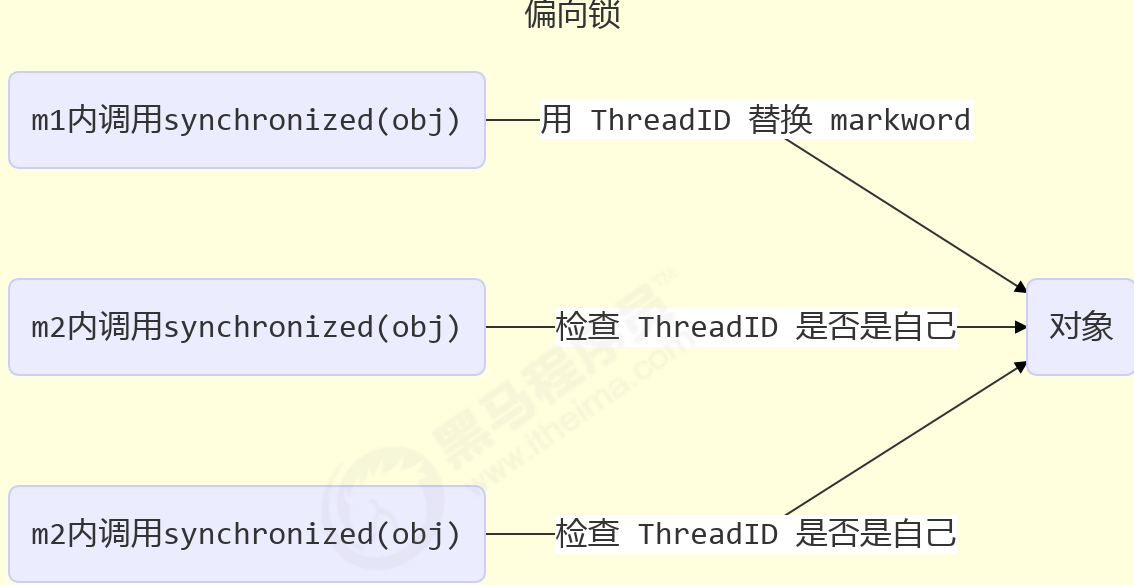 偏向锁
m1内调用synchronized(obj)
用 ThreadID 替换 markword
m2内调用synchronized(obj)
检查 ThreadID 是否是自己
对象
m2内调用synchronized(obj)
检查 ThreadID 是否是自己
黑马程序员™
www.itheima.com